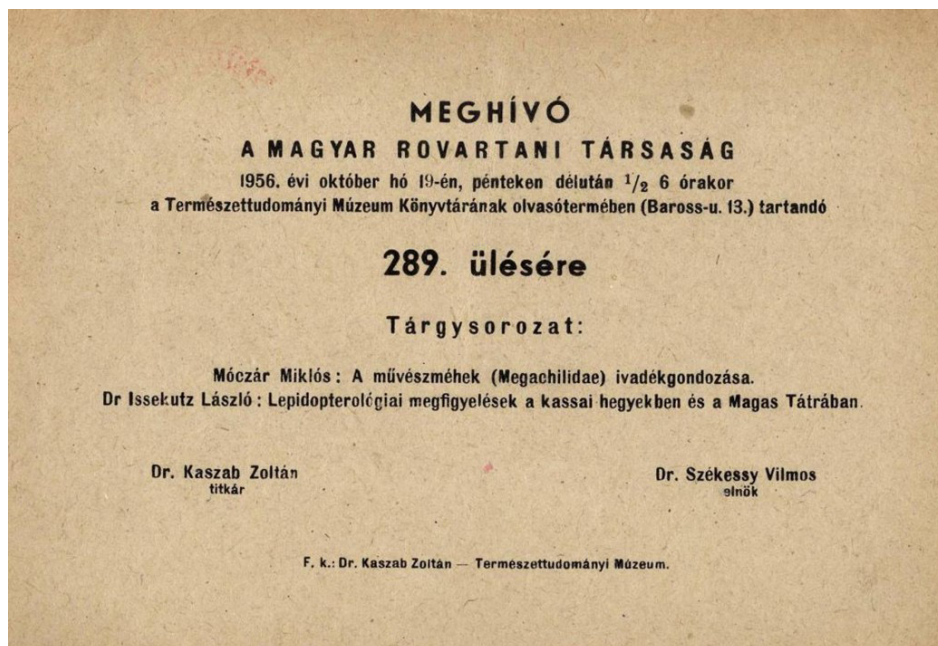 MEGHÍVÓ
A MAGYAR ROVARTANI TÁRSASÁG
1956. évi október hó 19-én, pénteken délután 1/2 6 órakor
a Természettudományi Múzeum Könyvtárának olvasótermében (Baross-u. 13.) tartandó
289. ülésére
Tárgysorozat:
Móczár Miklós: A művészméhek (Megachilidae) ivadékgondozása.
Dr Issekutz László: Lepidopterológiai megfigyelések a kassai hegyekben és a Magas Tátrában.
Dr. Kaszab Zoltán
titkár
Dr. Székessy Vilmos
elnök
F. k.: Dr. Kaszab Zoltán — Természettudományi Múzeum.